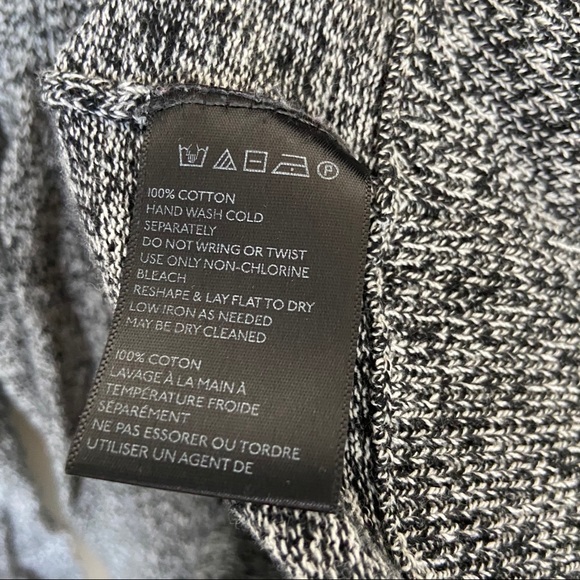 P
100% COTTON
HAND WASH COLD
SEPARATELY
DO NOT WRING OR TWIST
USE ONLY NON-CHLORINE
BLEACH
RESHAPE & LAY FLAT TO DRY
LOW IRON AS NEEDED
MAY BE DRY CLEANED
100% COTON
LAVAGE À LA MAIN À
TEMPÉRATURE FROIDE
SÉPARÉMENT
NE PAS ESSORER OU TORDRE
UTILISER UN AGENT DE